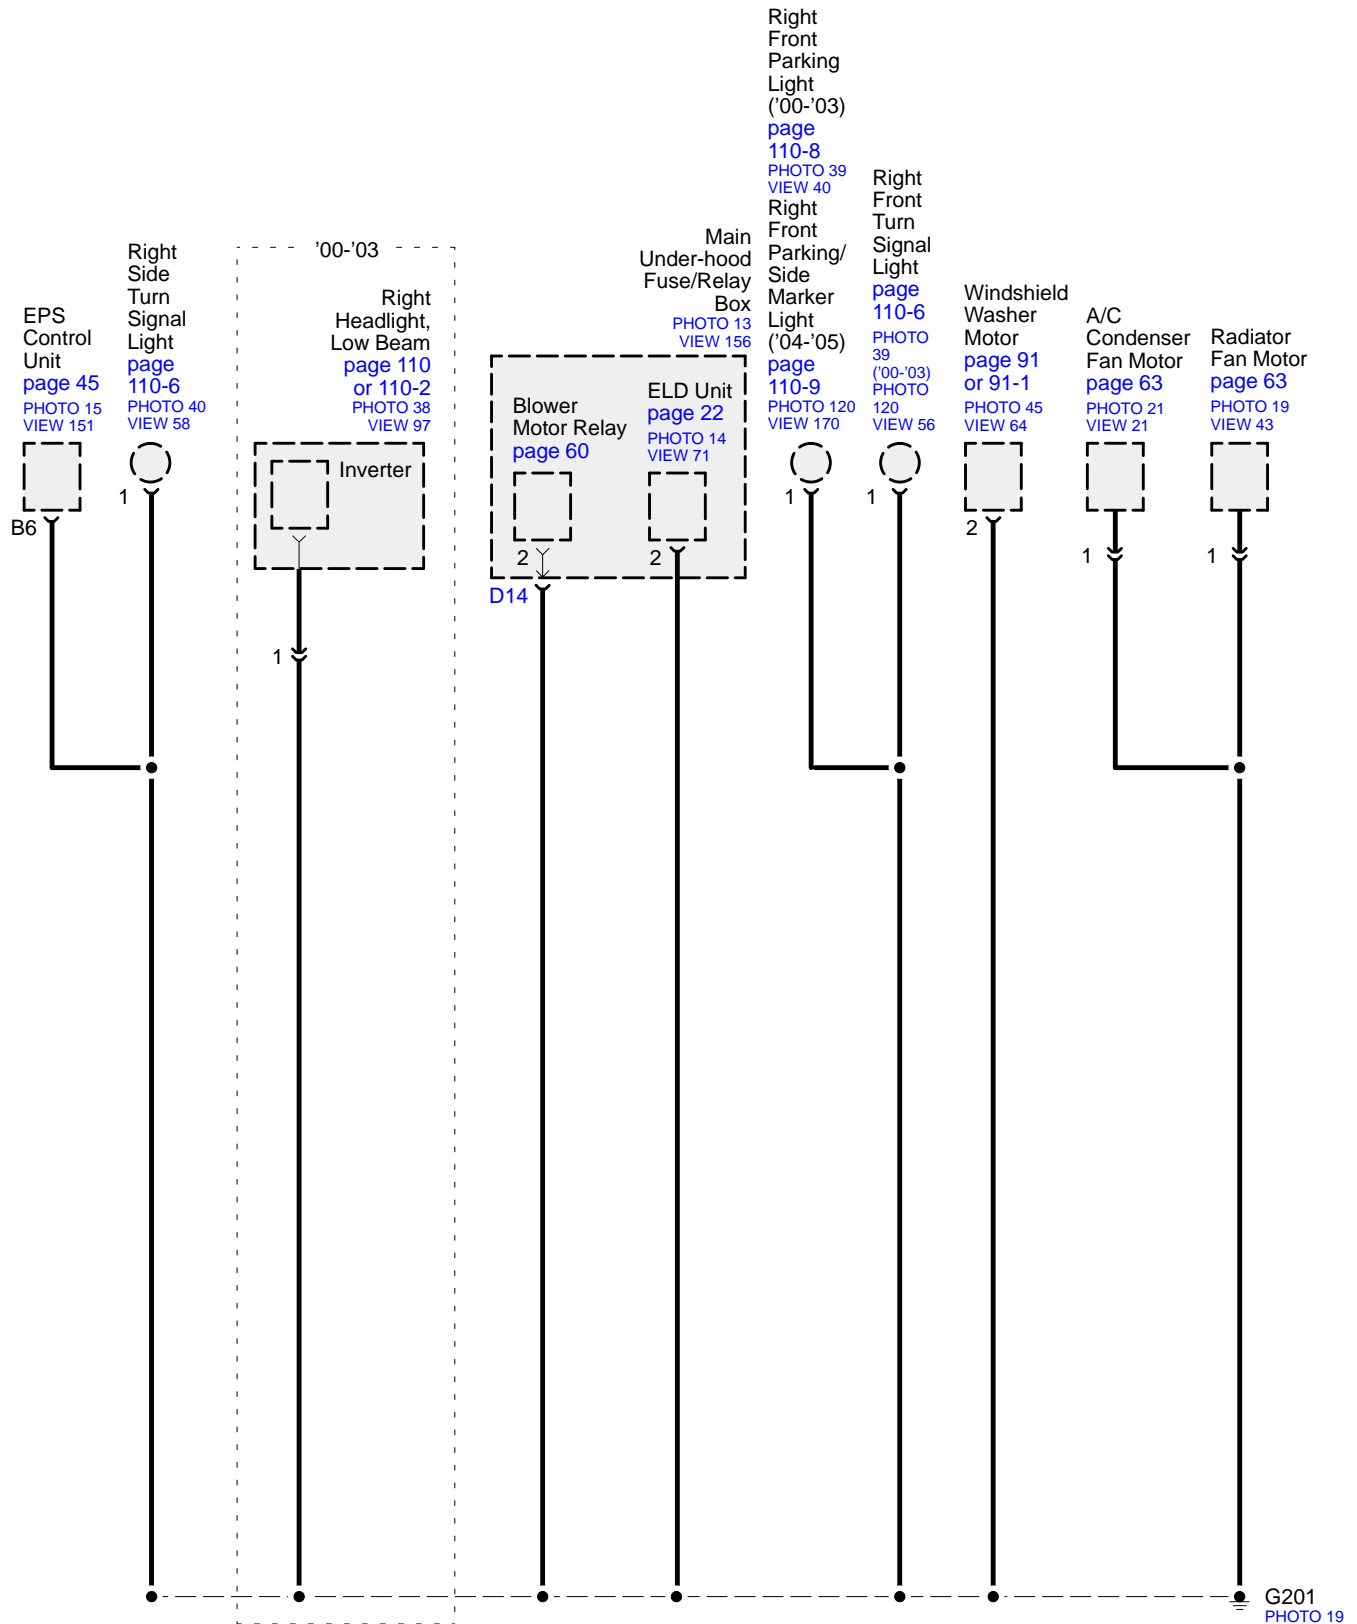 EPS
Control
Unit
page 45
PHOTO 15
VIEW 151
B6
Right
Side
Turn
Signal
Light
page
110-6
PHOTO 40
VIEW 58
1
’00-’03
Right
Headlight,
Low Beam
page 110
or 110-2
PHOTO 38
VIEW 97
Inverter
1
Main
Under-hood
Fuse/Relay
Box
PHOTO 13
VIEW 156
Blower
Motor Relay
page 60
2
D14
ELD Unit
page 22
PHOTO 14
VIEW 71
2
Right
Front
Parking
Light
(’00-’03)
page
110-8
PHOTO 39
VIEW 40
Right
Front
Parking/
Side
Marker
Light
(’04-’05)
page
110-9
PHOTO 120
VIEW 170
1
Right
Front
Turn
Signal
Light
page
110-6
PHOTO
39
(’00-’03)
PHOTO
120
VIEW 56
1
Windshield
Washer
Motor
page 91
or 91-1
PHOTO 45
VIEW 64
2
A/C
Condenser
Fan Motor
page 63
PHOTO 21
VIEW 21
1
Radiator
Fan Motor
page 63
PHOTO 19
VIEW 43
1
G201
PHOTO 19